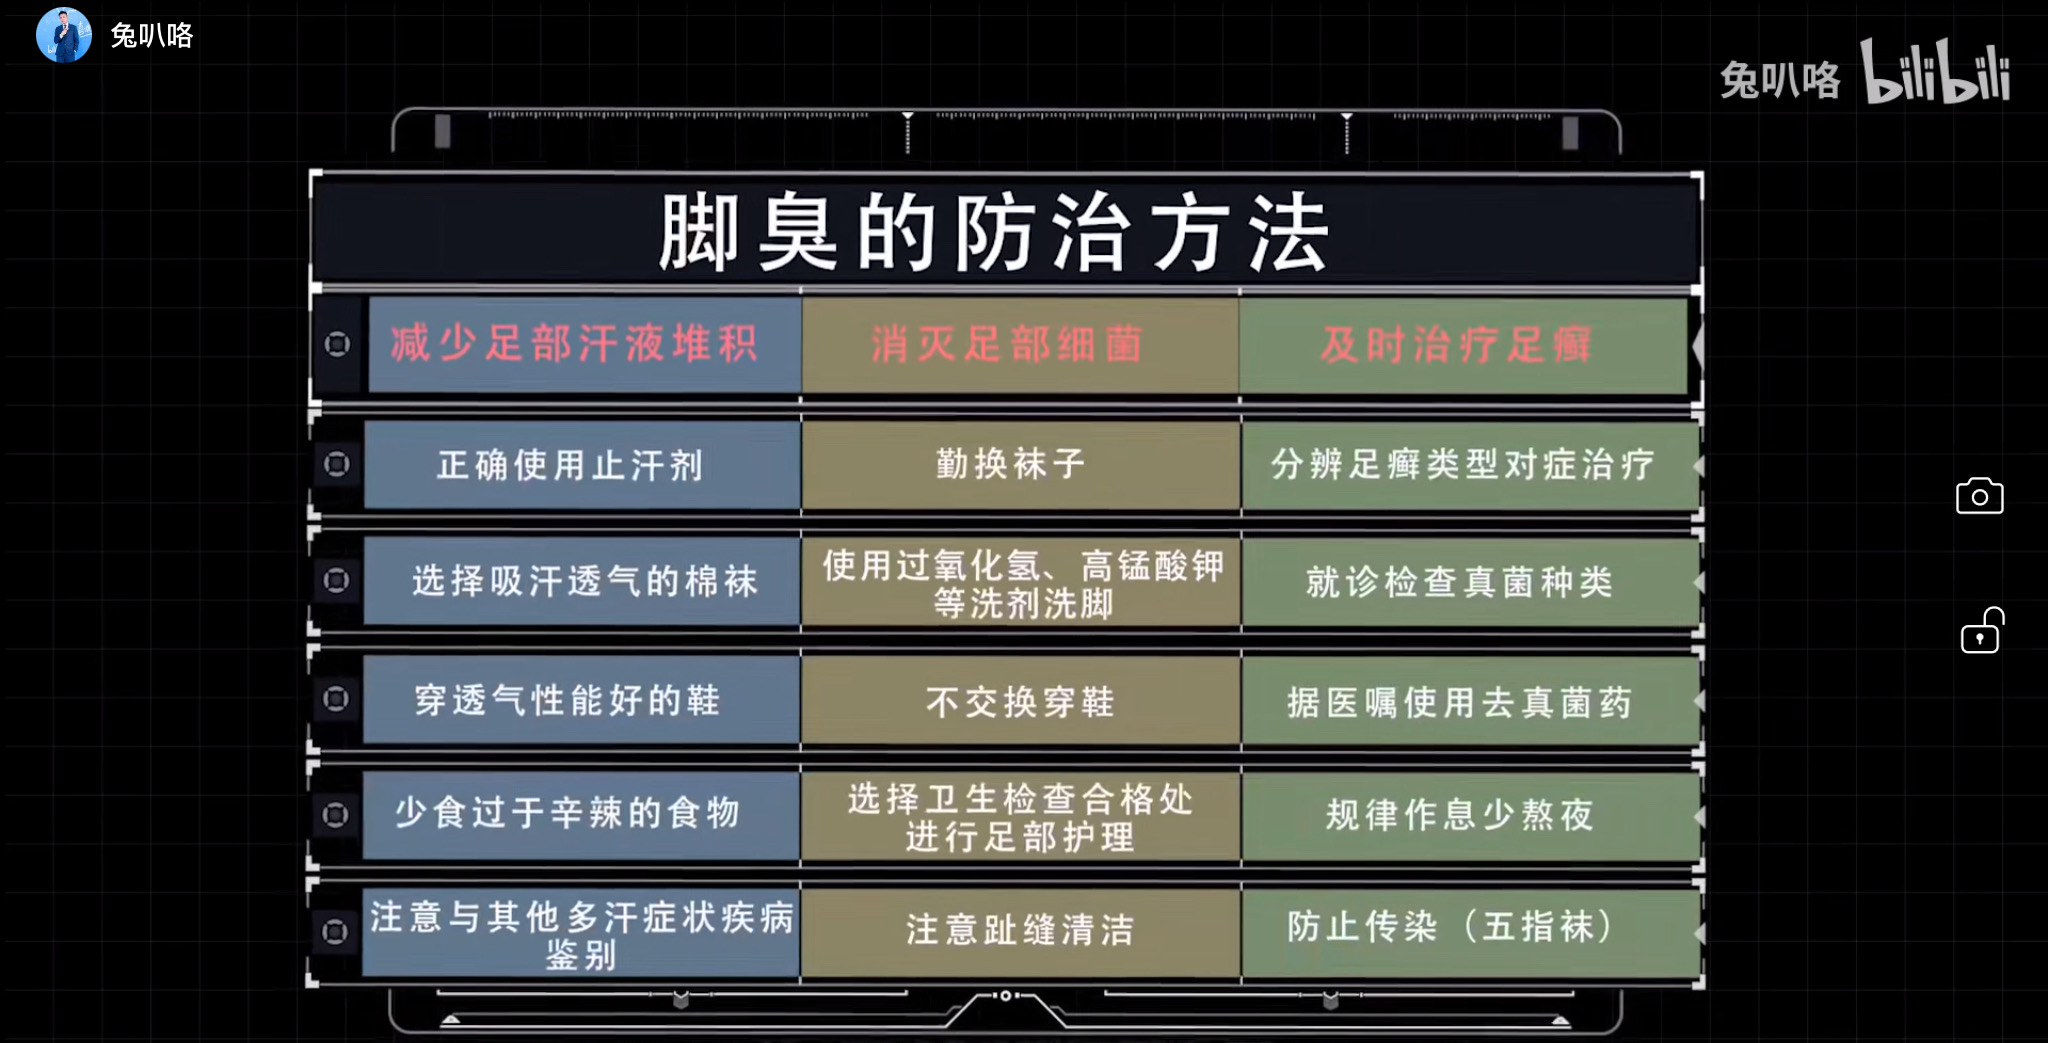 兔叭咯
兔叭咯 bilibili
脚臭的防治方法
减少足部汗液堆积
消灭足部细菌
及时治疗足癣
正确使用止汗剂
勤换袜子
分辨足癣类型对症治疗
选择吸汗透气的棉袜
使用过氧化氢、高锰酸钾
等洗剂洗脚
就诊检查真菌种类
穿透气性能好的鞋
不交换穿鞋
据医嘱使用去真菌药
少食过于辛辣的食物
选择卫生检查合格处
进行足部护理
规律作息少熬夜
注意与其他多汗症状疾病
鉴别
注意趾缝清洁
防止传染（五指袜）